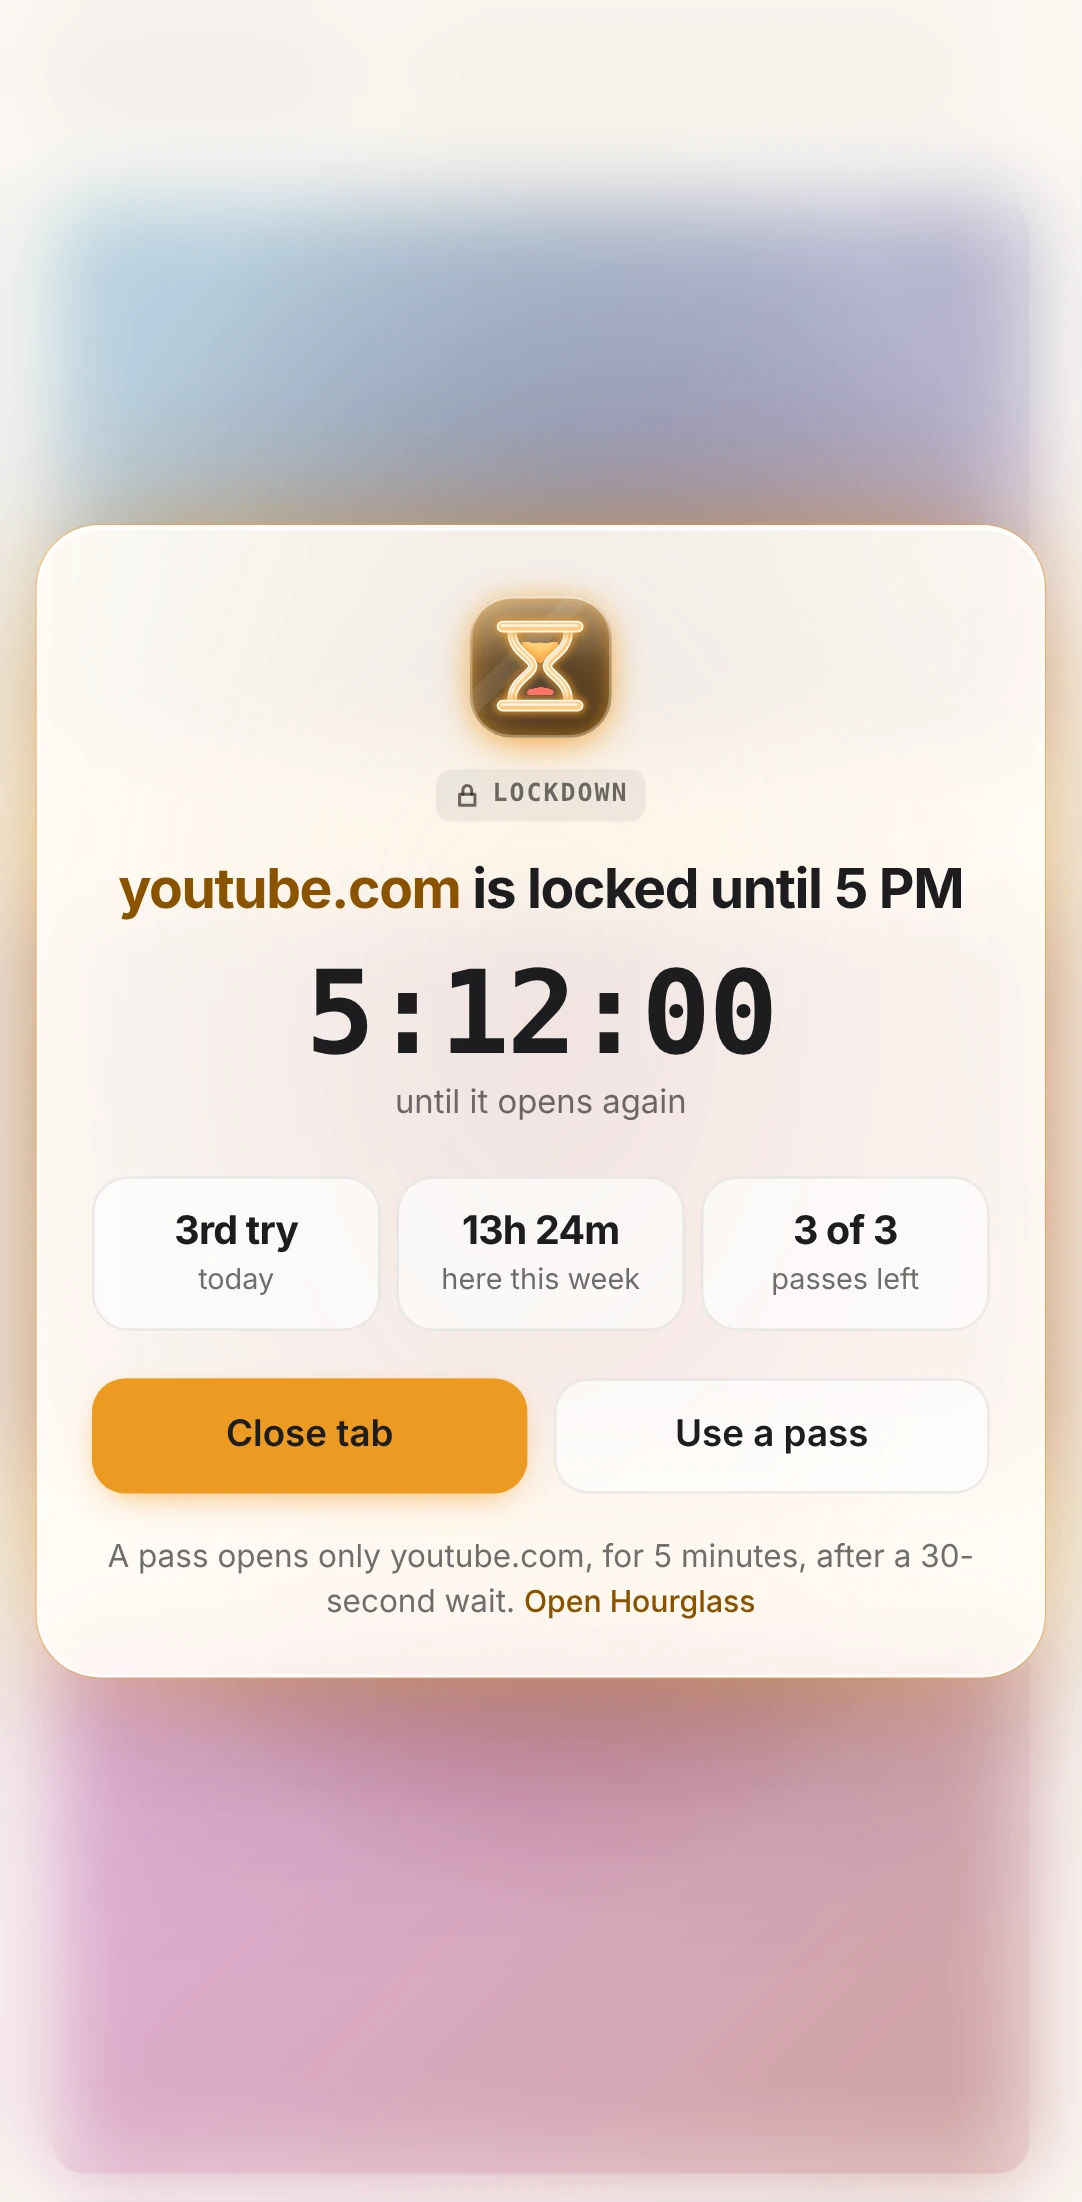 LOCKDOWN
youtube.com is locked until 5 PM
5:12:00
until it opens again
3rd try
today
13h 24m
here this week
3 of 3
passes left
Close tab
Use a pass
A pass opens only youtube.com, for 5 minutes, after a 30-
second wait. Open Hourglass